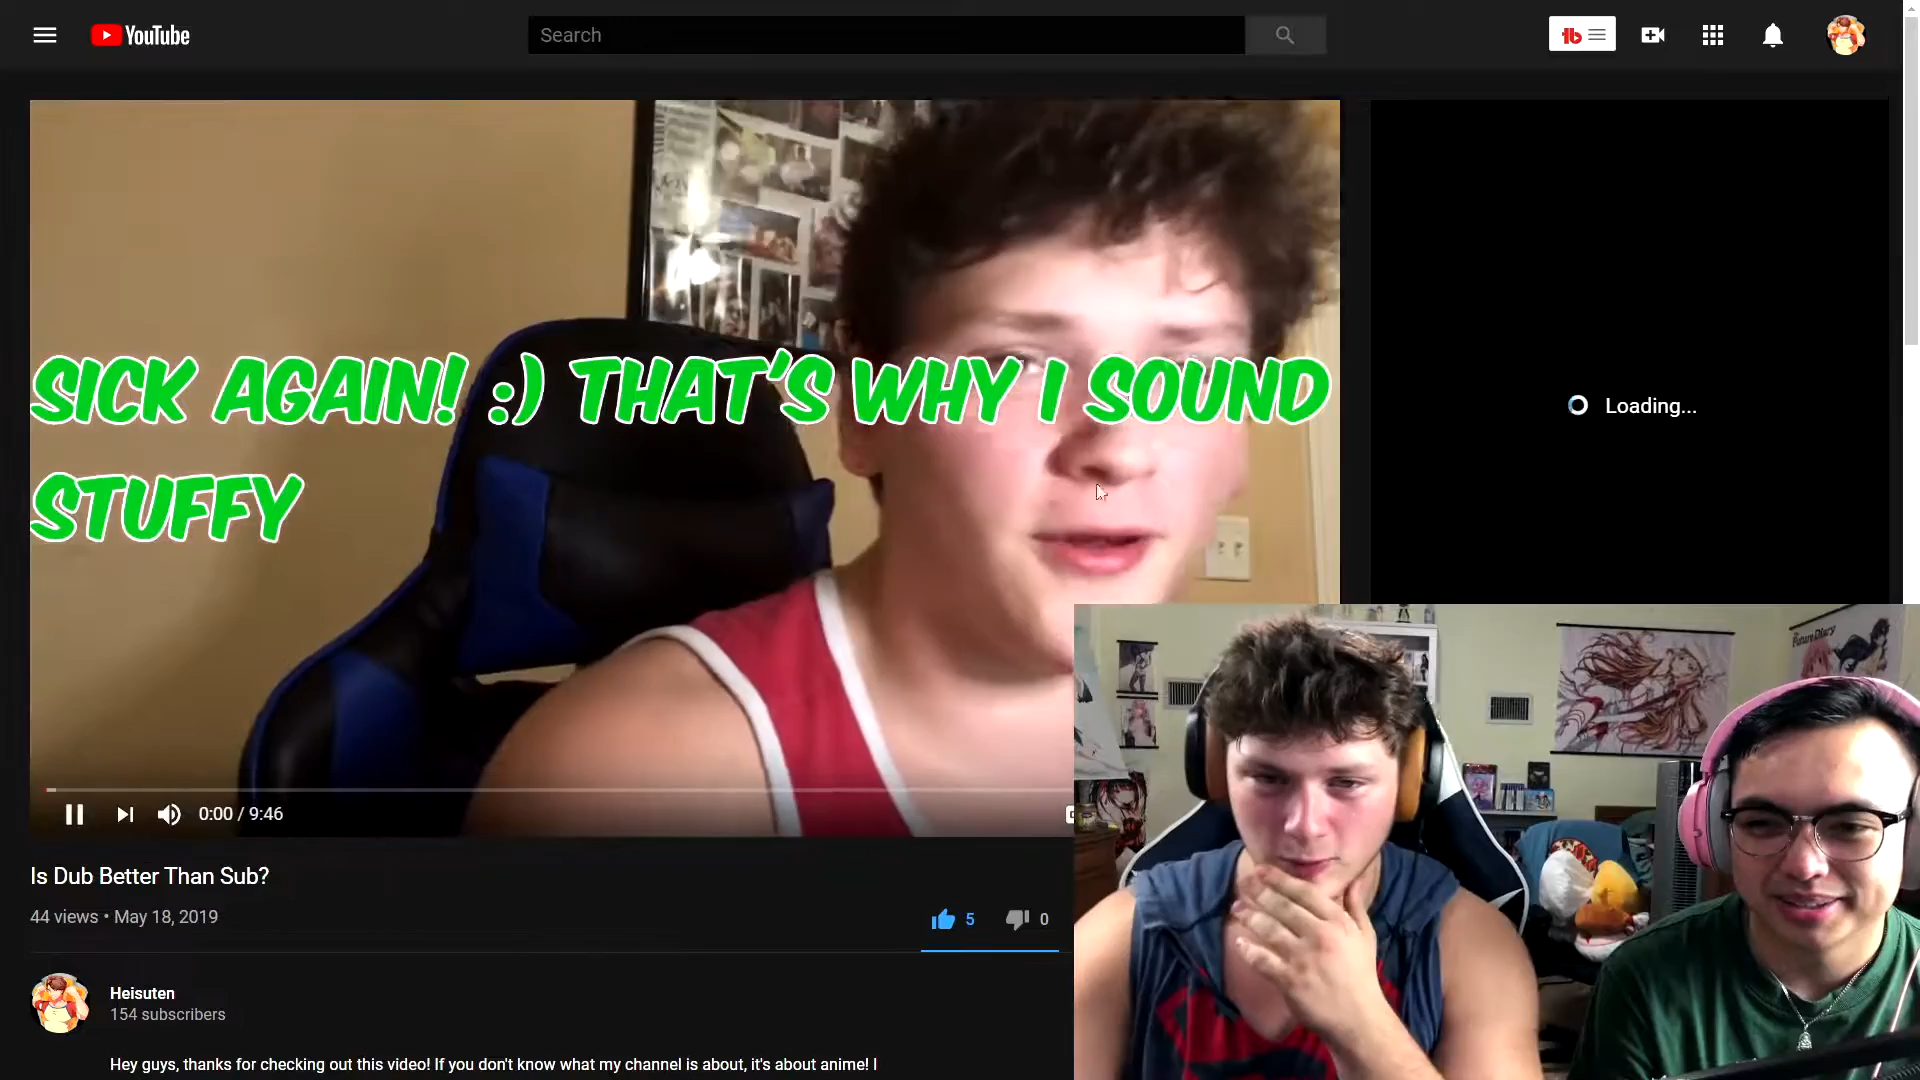 YouTube
Search
SICK AGAIN! :) THAT'S WHY I SOUND
STUFFY
Loading...
Future Diary
0:00 / 9:46
Is Dub Better Than Sub?
44 views • May 18, 2019
5
0
Heisuten
154 subscribers
Hey guys, thanks for checking out this video! If you don't know what my channel is about, it's about anime! I